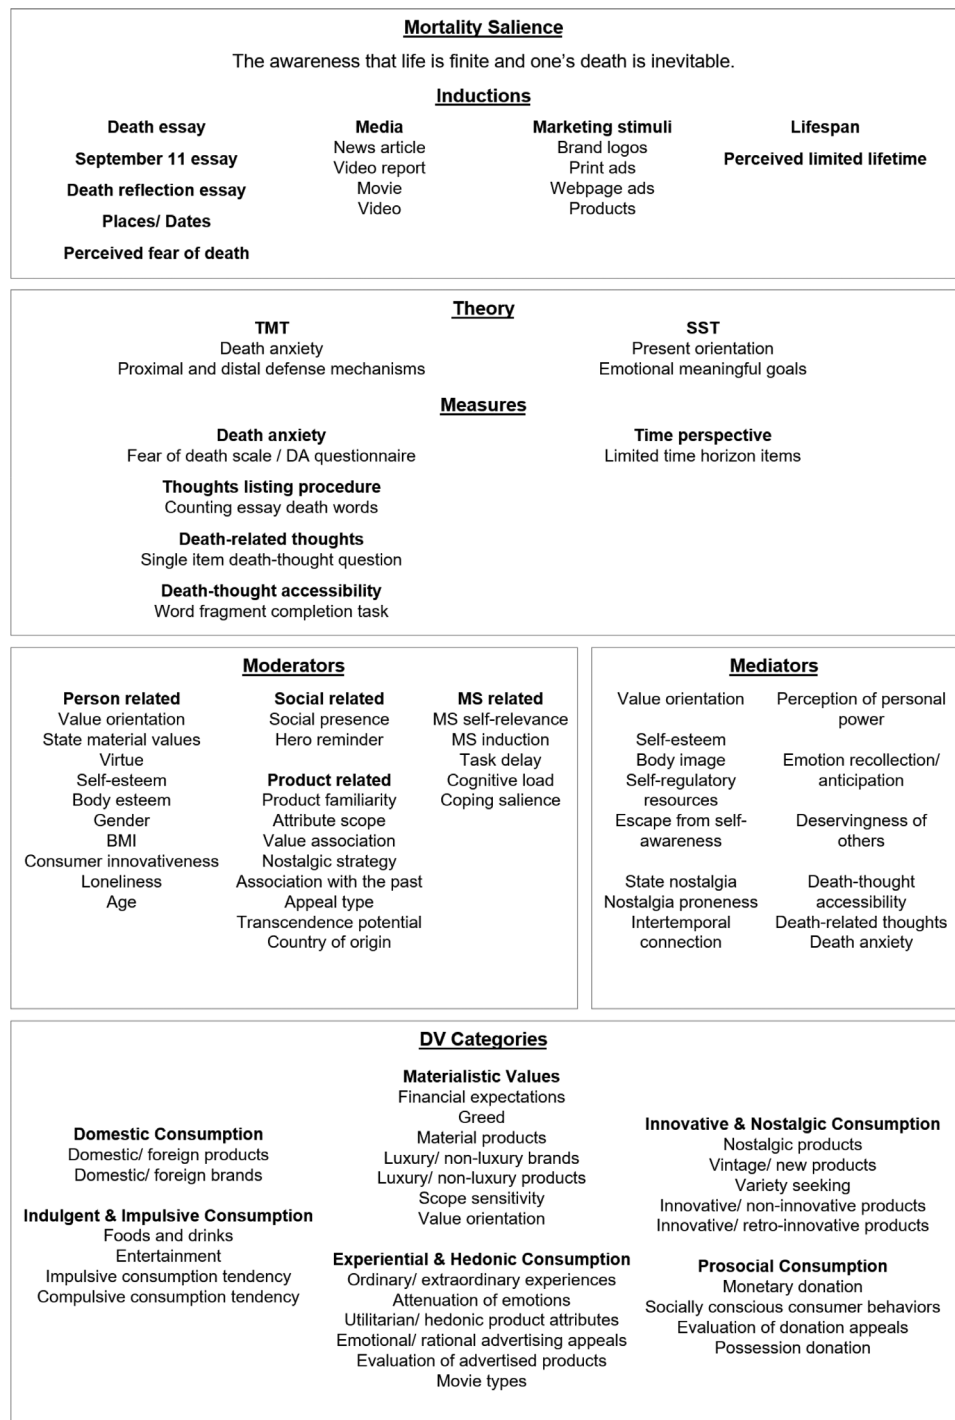 Mortality Salience
The awareness that life is finite and one's death is inevitable.
Inductions
Death essay
September 11 essay
Death reflection essay
Places/ Dates
Perceived fear of death
Media
News article
Video report
Movie
Video
Marketing stimuli
Brand logos
Print ads
Webpage ads
Products
Lifespan
Perceived limited lifetime
Theory
TMT
Death anxiety
Proximal and distal defense mechanisms
SST
Present orientation
Emotional meaningful goals
Measures
Death anxiety
Fear of death scale / DA questionnaire
Thoughts listing procedure
Counting essay death words
Death-related thoughts
Single item death-thought question
Death-thought accessibility
Word fragment completion task
Time perspective
Limited time horizon items
Moderators
Person related
Value orientation
State material values
Virtue
Self-esteem
Body esteem
Gender
BMI
Consumer innovativeness
Loneliness
Age
Social related
Social presence
Hero reminder
Product related
Product familiarity
Attribute scope
Value association
Nostalgic strategy
Association with the past
Appeal type
Transcendence potential
Country of origin
MS related
MS self-relevance
MS induction
Task delay
Cognitive load
Coping salience
Mediators
Value orientation
Self-esteem
Body image
Self-regulatory
resources
Escape from self-
awareness
State nostalgia
Nostalgia proneness
Intertemporal
connection
Perception of personal
power
Emotion recollection/
anticipation
Deservingness of
others
Death-thought
accessibility
Death-related thoughts
Death anxiety
DV Categories
Domestic Consumption
Domestic/ foreign products
Domestic/ foreign brands
Indulgent & Impulsive Consumption
Foods and drinks
Entertainment
Impulsive consumption tendency
Compulsive consumption tendency
Materialistic Values
Financial expectations
Greed
Material products
Luxury/ non-luxury brands
Luxury/ non-luxury products
Scope sensitivity
Value orientation
Experiential & Hedonic Consumption
Ordinary/ extraordinary experiences
Attenuation of emotions
Utilitarian/ hedonic product attributes
Emotional/ rational advertising appeals
Evaluation of advertised products
Movie types
Innovative & Nostalgic Consumption
Nostalgic products
Vintage/ new products
Variety seeking
Innovative/ non-innovative products
Innovative/ retro-innovative products
Prosocial Consumption
Monetary donation
Socially conscious consumer behaviors
Evaluation of donation appeals
Possession donation